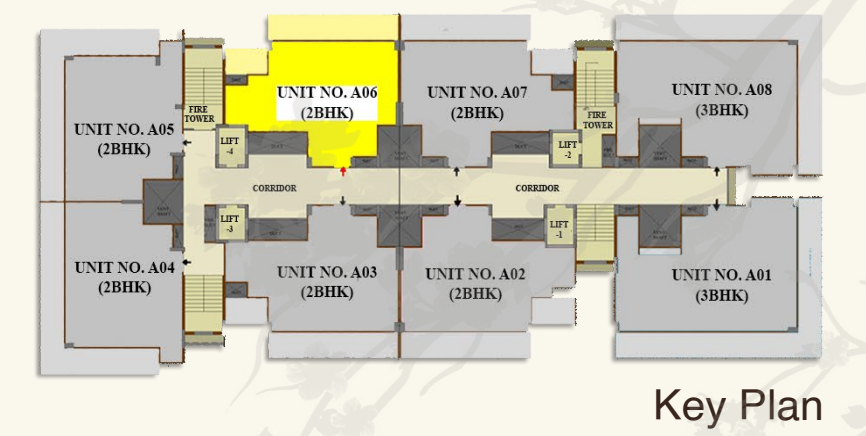 UNIT NO. A05
(2BHK)
FIRE
TOWER
UNIT NO. A06
(2BHK)
UNIT NO. A07
(2BHK)
FIRE
TOWER
UNIT NO. A08
(3BHK)
LIFT
-4
LIFT
-2
CORRIDOR
CORRIDOR
LIFT
-3
LIFT
-1
UNIT NO. A04
(2BHK)
UNIT NO. A03
(2BHK)
UNIT NO. A02
(2BHK)
UNIT NO. A01
(3BHK)
Key Plan